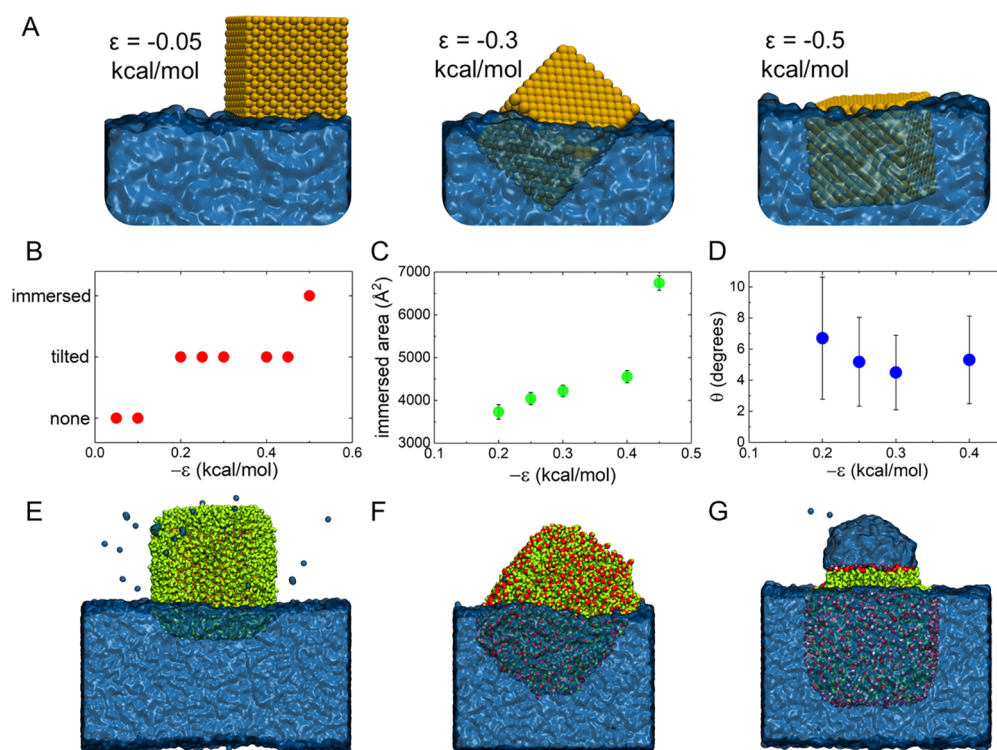 A
ε = -0.05
kcal/mol
ε = -0.3
kcal/mol
ε = -0.5
kcal/mol
B
immersed
tilted
none
0.0 0.2 0.4 0.6
−ε (kcal/mol)
C
immersed area (Å²)
7000
6000
5000
4000
3000
0.1 0.2 0.3 0.4 0.5
−ε (kcal/mol)
D
θ (degrees)
10
8
6
4
2
0
0.1 0.2 0.3 0.4
−ε (kcal/mol)
E
F
G